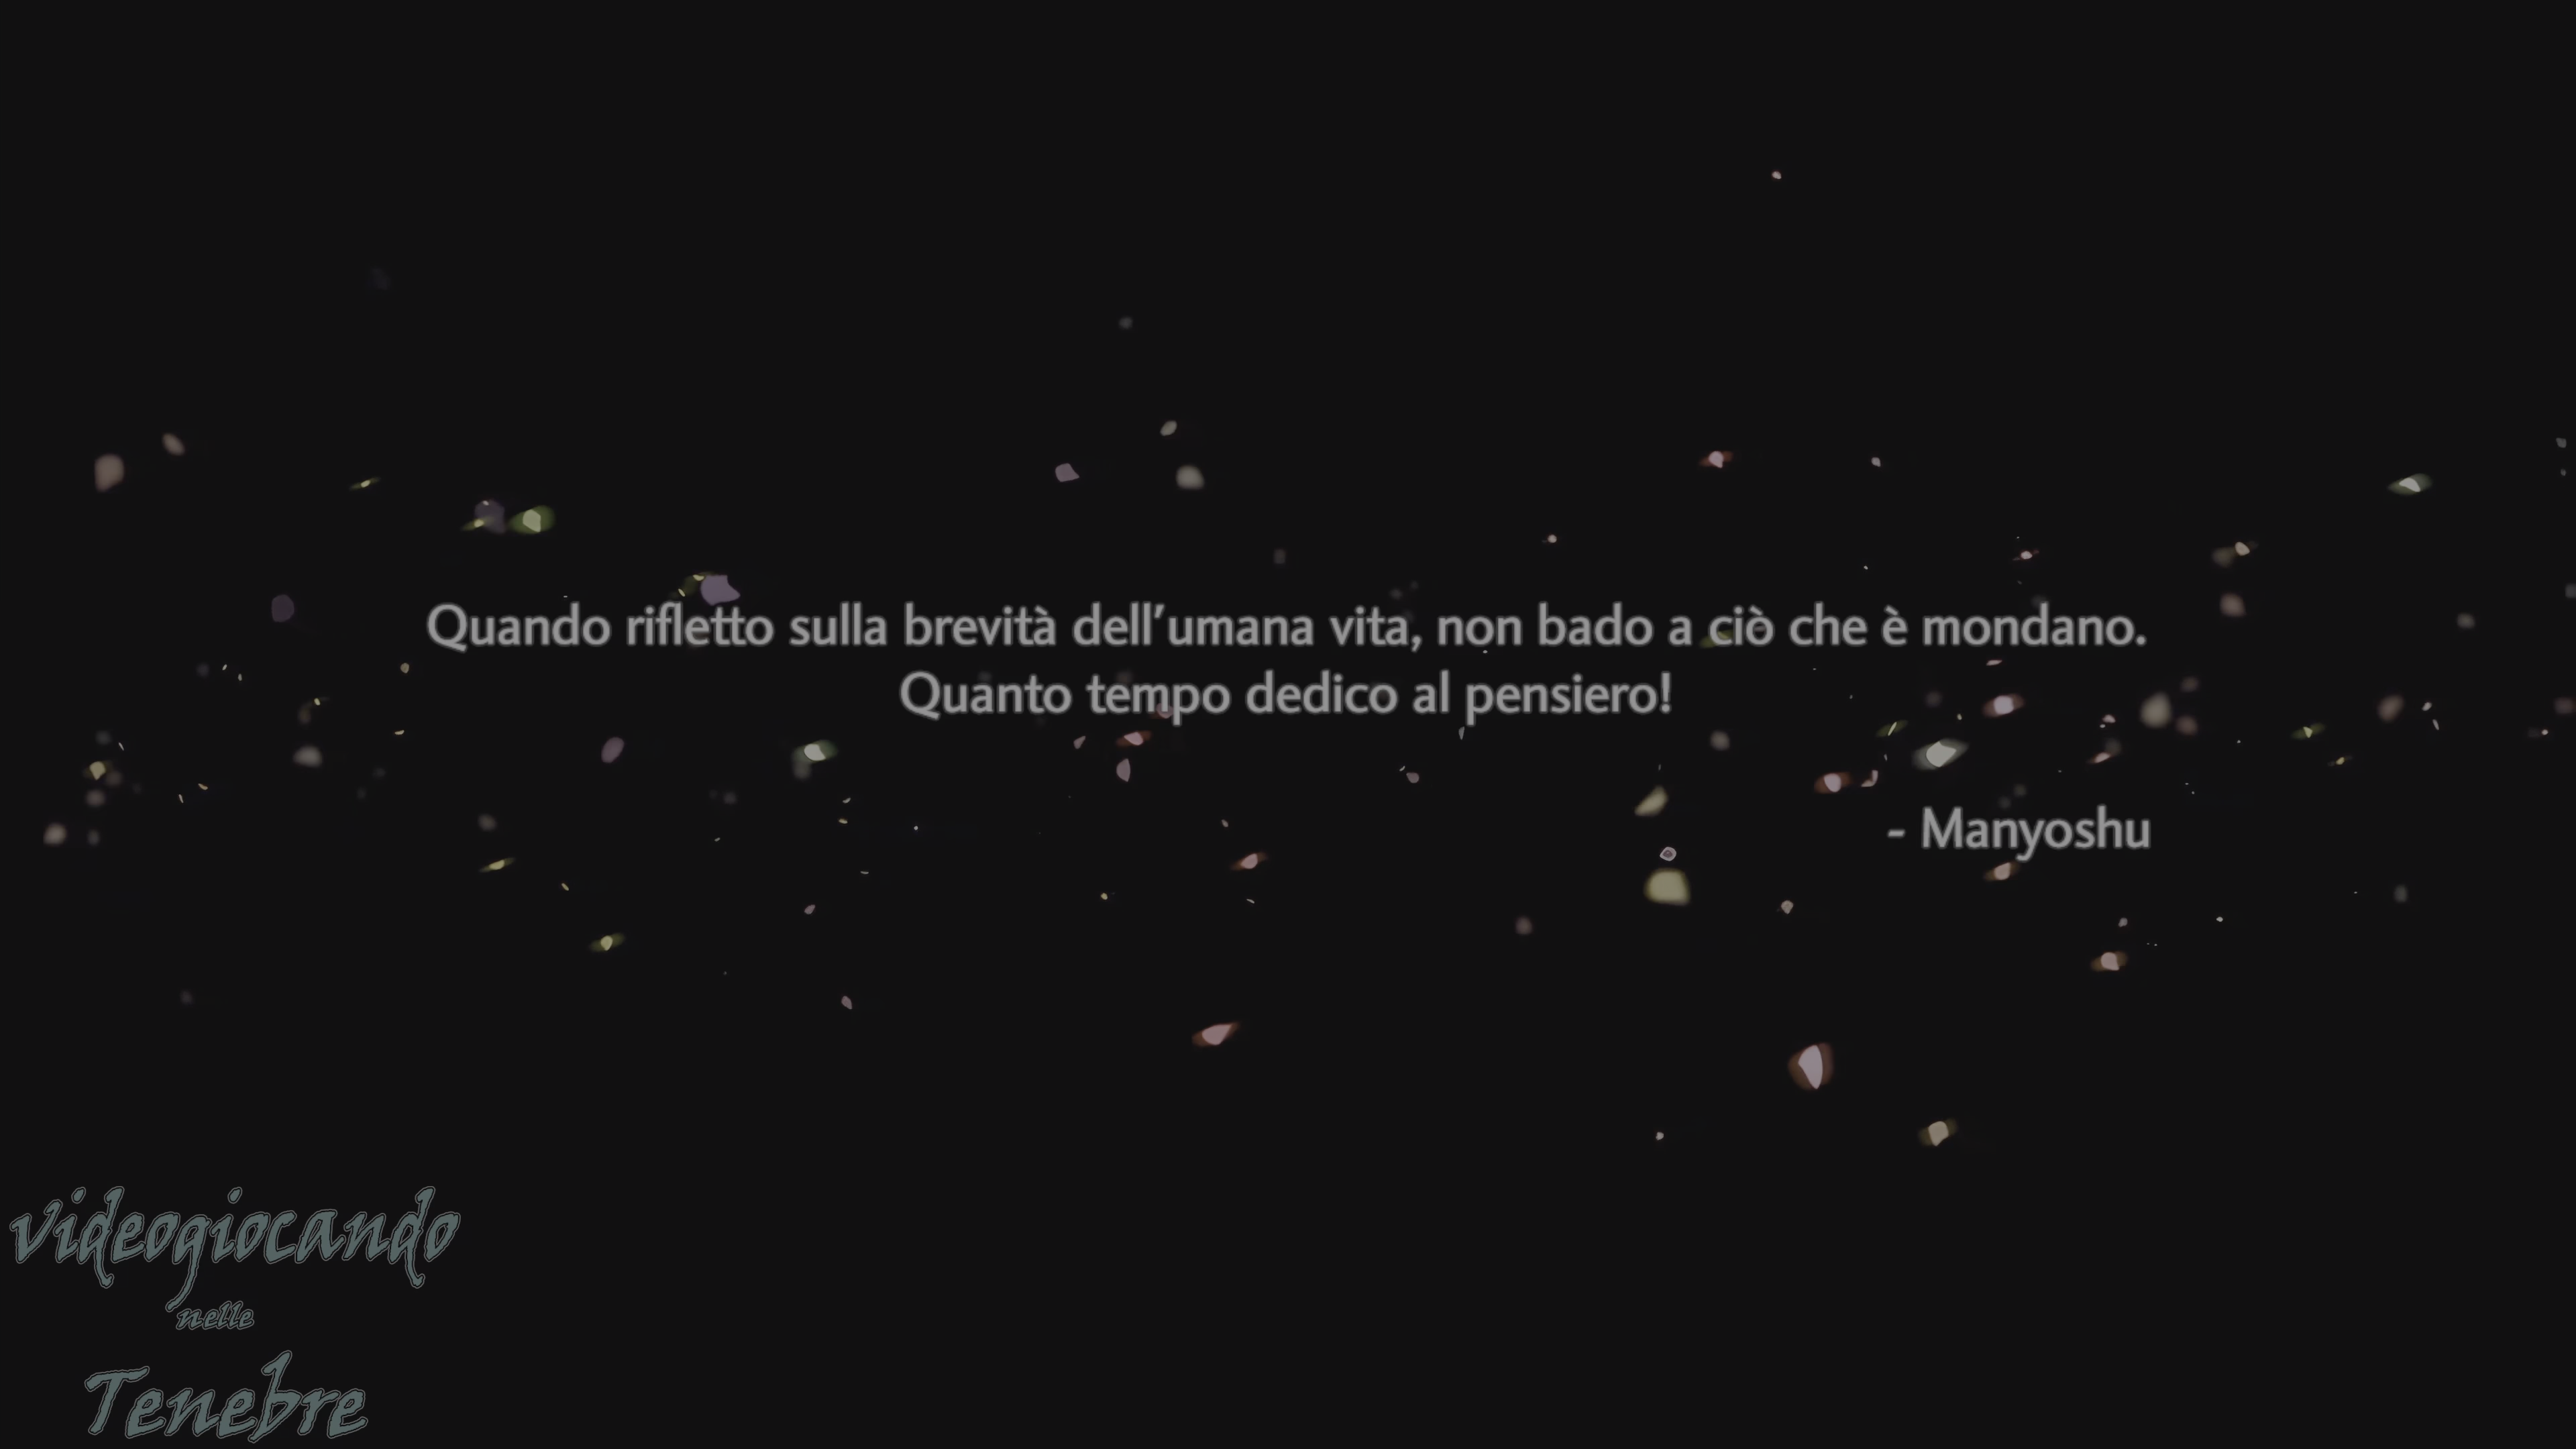 Quando rifletto sulla brevità dell'umana vita, non bado a ciò che è mondano.
Quanto tempo dedico al pensiero!
- Manyoshu
videogiocando
nelle
Tenebre